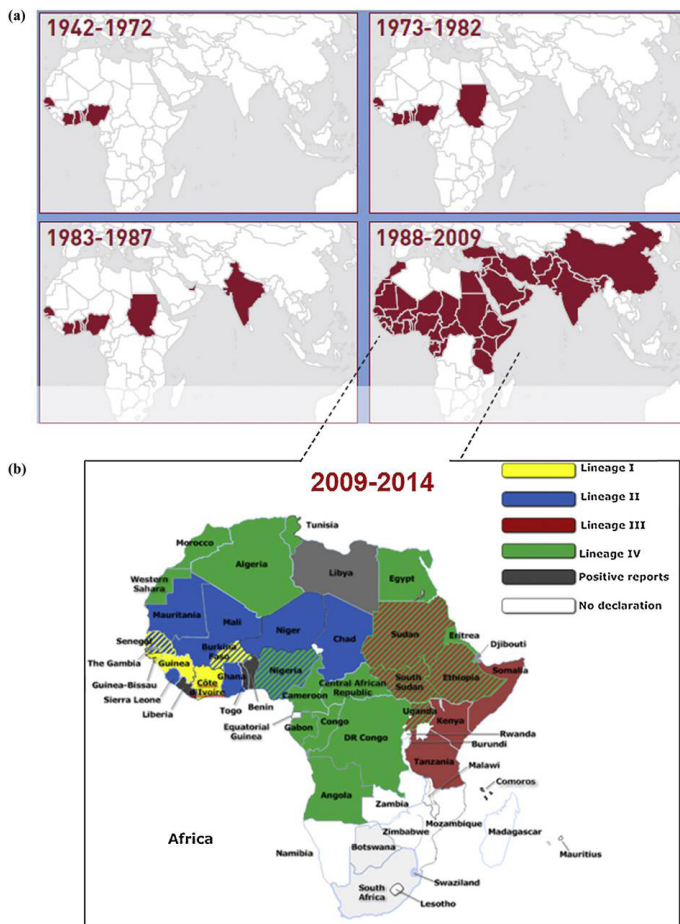 (a)
1942-1972
1973-1982
1983-1987
1988-2009
(b)
2009-2014
Lineage I
Lineage II
Lineage III
Lineage IV
Positive reports
No declaration
Tunisia
Morocco
Algeria
Libya
Egypt
Western
Sahara
Mauritania
Mali
Niger
Chad
Sudan
Eritrea
Djibouti
Senegal
Burkina
Faso
The Gambia
Guinea
Nigeria
South
Sudan
Ethiopia
Somalia
Guinea-Bissau
Côte
d'Ivoire
Ghana
Central African
Republic
Sierra Leone
Liberia
Togo
Benin
Cameroon
Equatorial
Guinea
Gabon
Congo
DR Congo
Uganda
Kenya
Rwanda
Burundi
Tanzania
Malawi
Comoros
Angola
Zambia
Mozambique
Madagascar
Mauritius
Africa
Zimbabwe
Namibia
Botswana
Swaziland
South
Africa
Lesotho